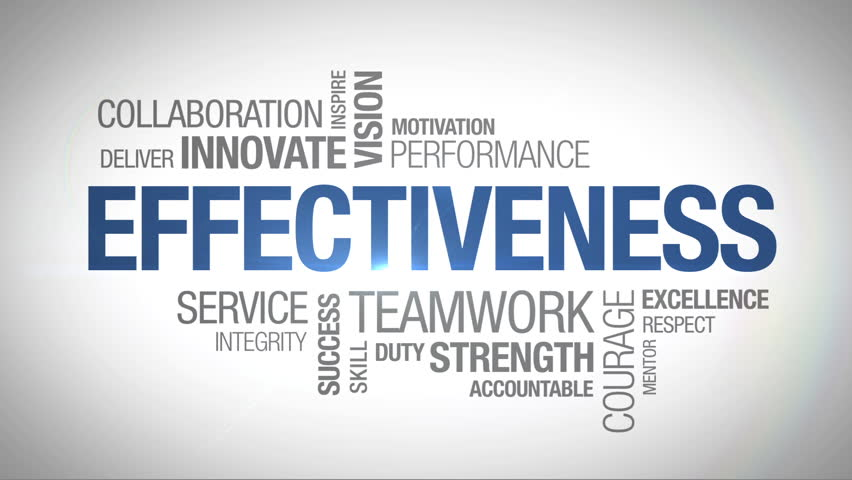 COLLABORATION
INSPIRE
VISION
MOTIVATION
DELIVER
INNOVATE
PERFORMANCE
EFFECTIVENESS
SERVICE
INTEGRITY
SUCCESS
SKILL
TEAMWORK
DUTY
STRENGTH
ACCOUNTABLE
COURAGE
EXCELLENCE
RESPECT
MENTOR